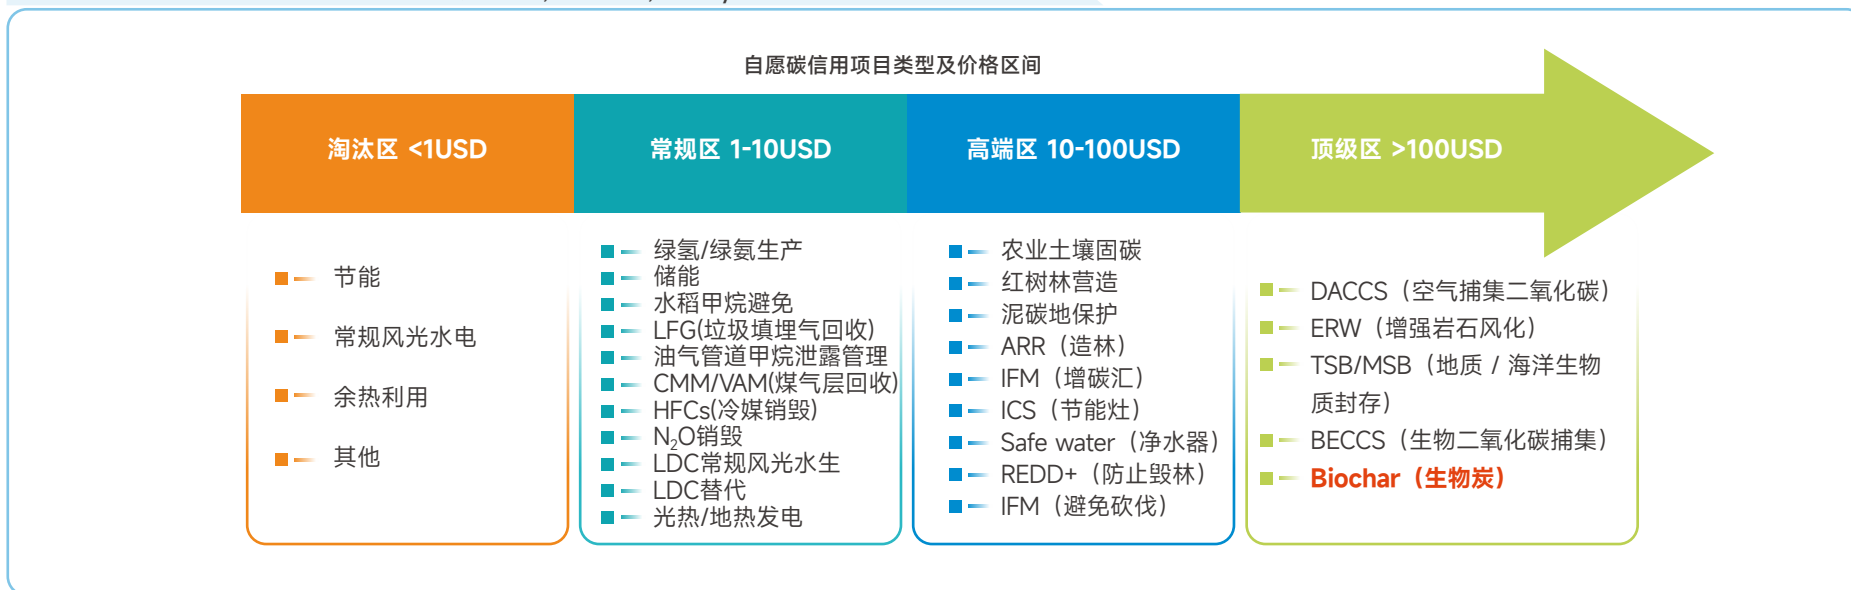 自愿碳信用项目类型及价格区间
淘汰区 <1USD
常规区 1-10USD
高端区 10-100USD
顶级区 >100USD
节能
常规风光水电
余热利用
其他
绿氢/绿氨生产
储能
水稻甲烷避免
LFG(垃圾填埋气回收)
油气管道甲烷泄露管理
CMM/VAM(煤气层回收)
HFCs(冷媒销毁)
N₂O销毁
LDC常规风光水生
LDC替代
光热/地热发电
农业土壤固碳
红树林营造
泥碳地保护
ARR（造林）
IFM（增碳汇）
ICS（节能灶）
Safe water（净水器）
REDD+（防止毁林）
IFM（避免砍伐）
DACCS（空气捕集二氧化碳）
ERW（增强岩石风化）
TSB/MSB（地质 / 海洋生物
质封存）
BECCS（生物二氧化碳捕集）
Biochar（生物炭）